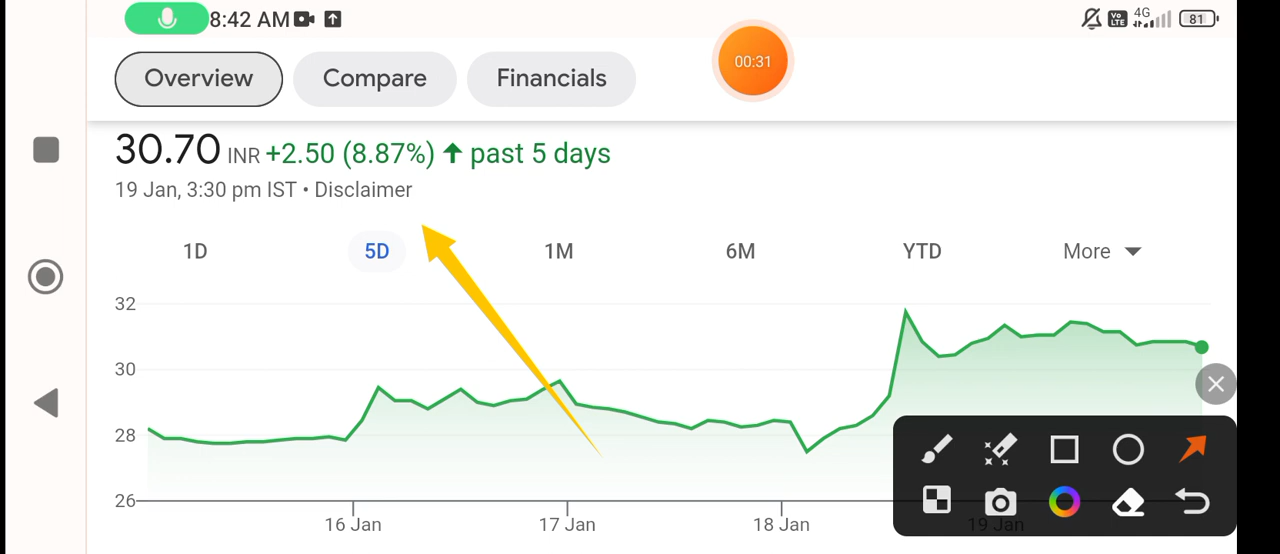 8:42 AM
Vo LTE 4G 81
Overview Compare Financials
00:31
30.70 INR +2.50 (8.87%) ↑ past 5 days
19 Jan, 3:30 pm IST • Disclaimer
1D 5D 1M 6M YTD More
32
30
28
26
16 Jan 17 Jan 18 Jan 19 Jan